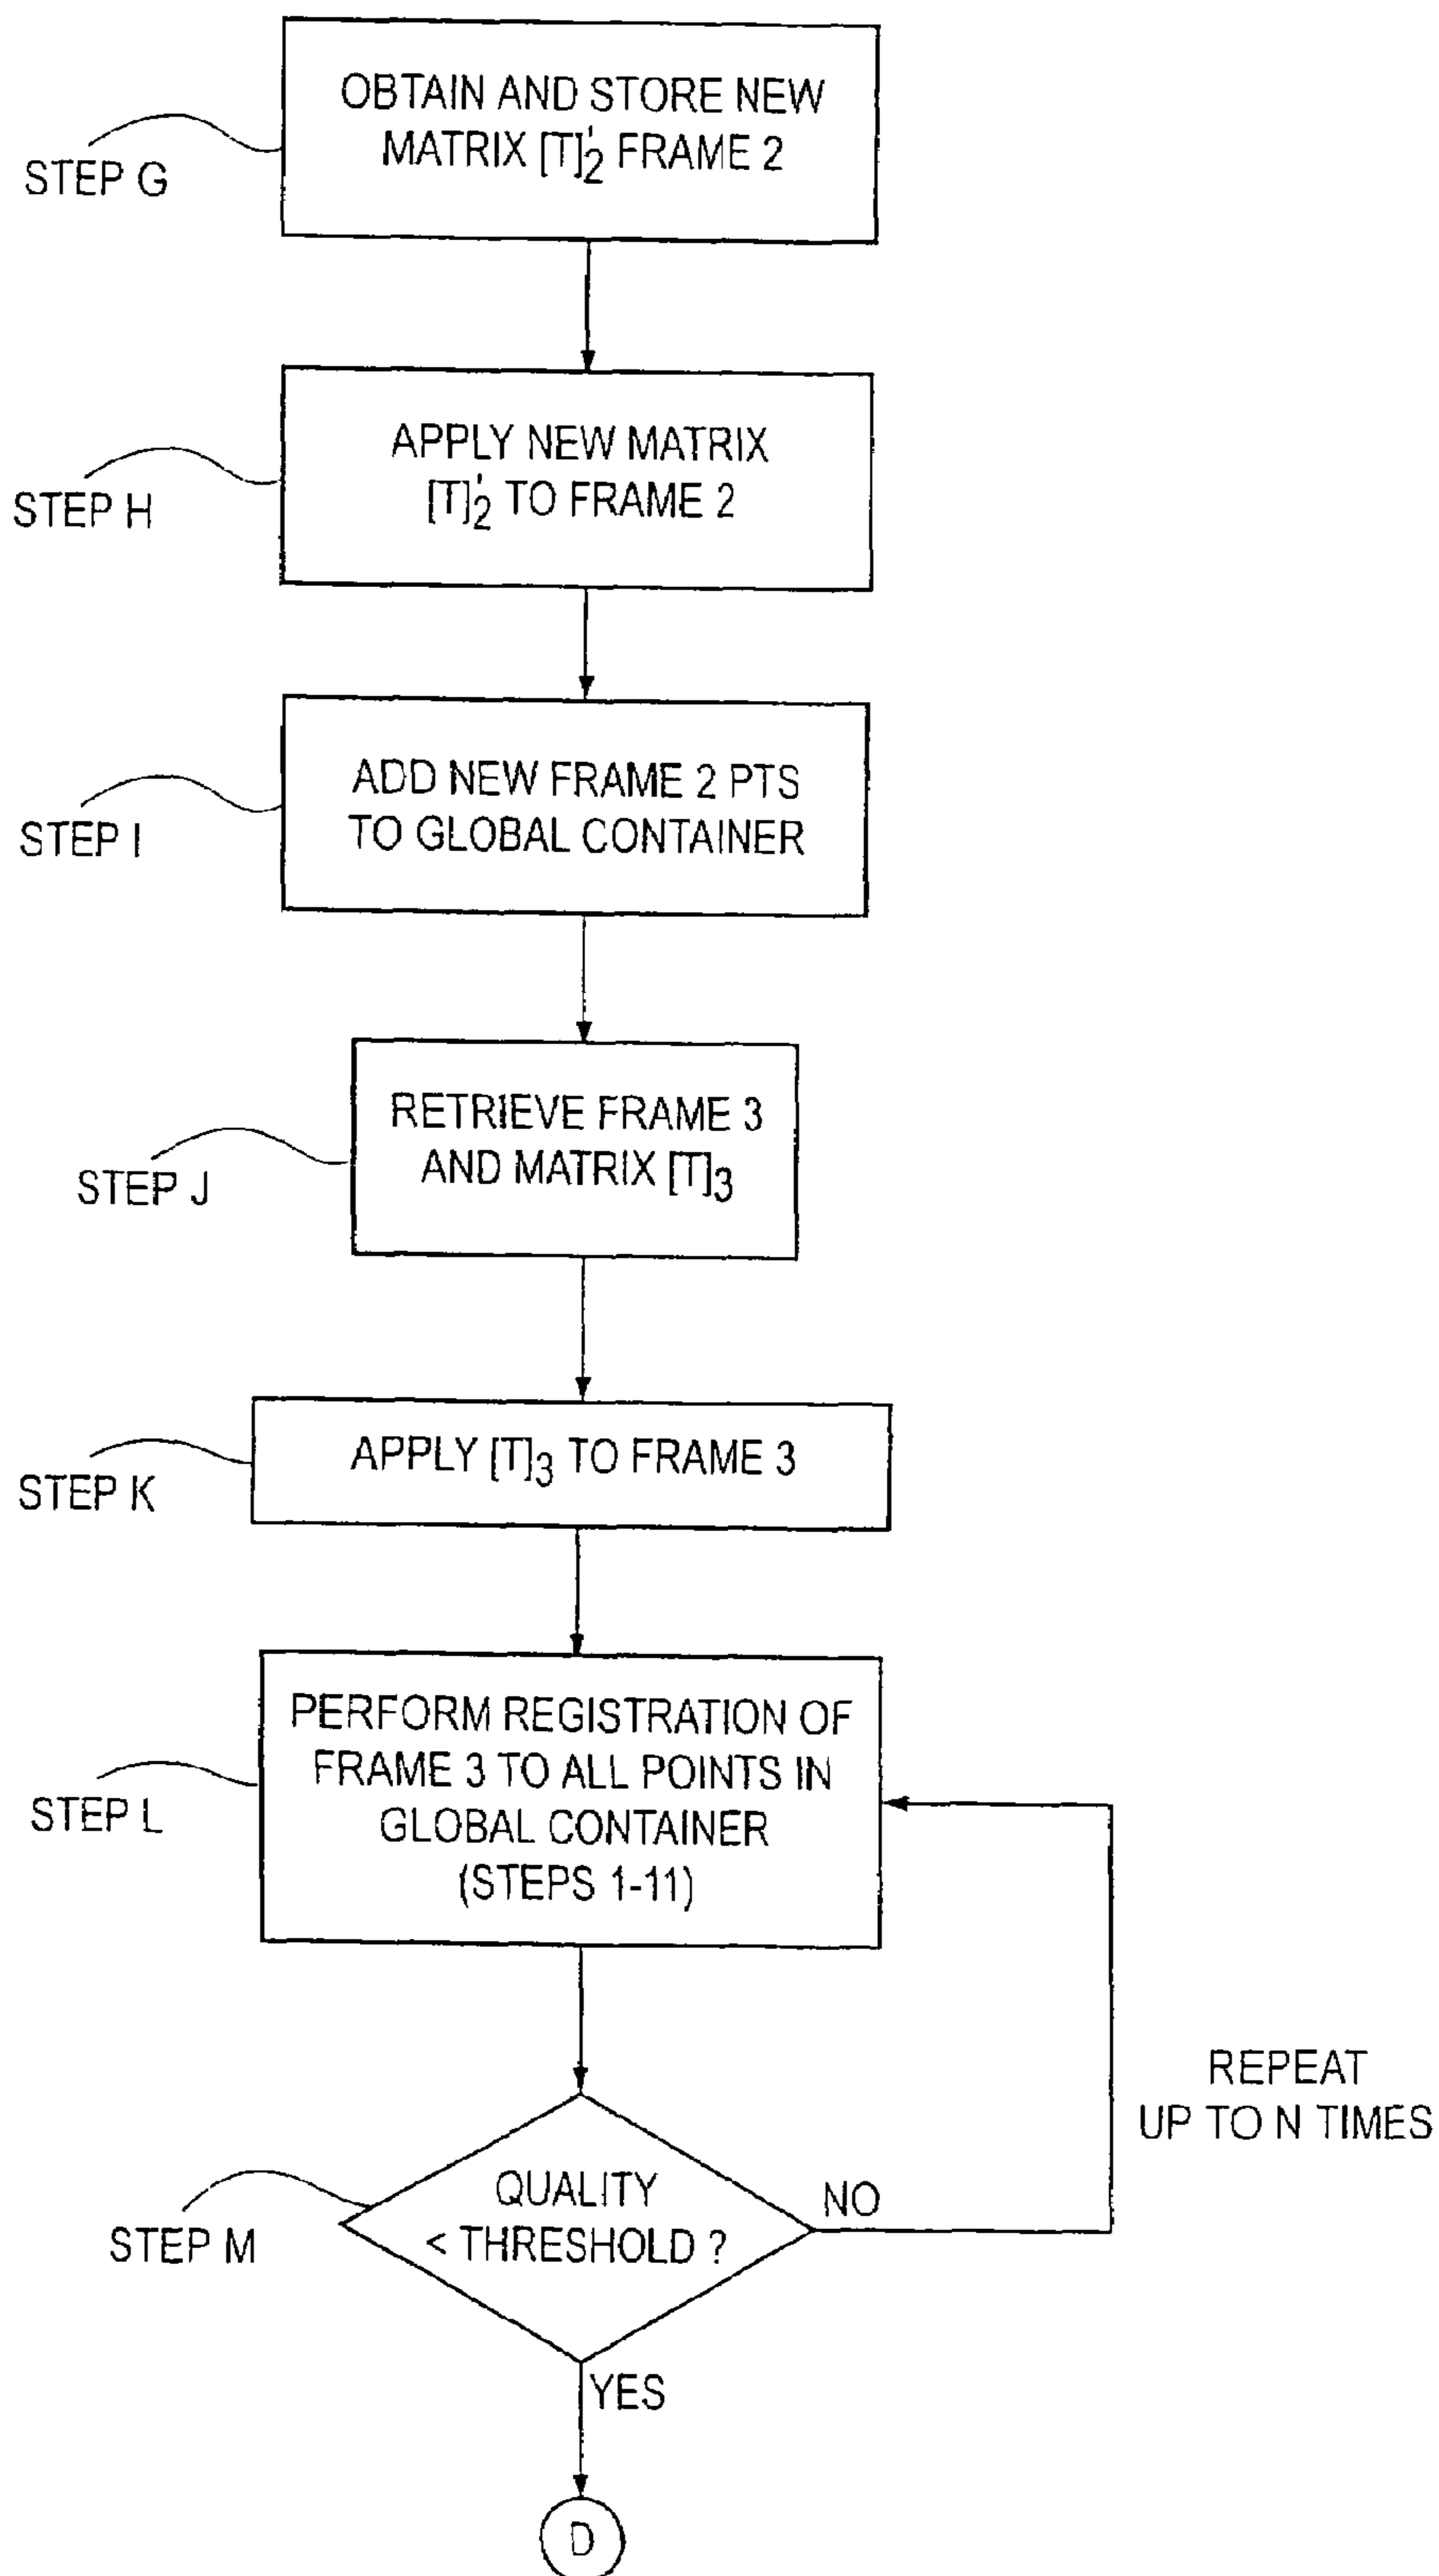 OBTAIN AND STORE NEW
MATRIX [T]'2 FRAME 2
STEP G
APPLY NEW MATRIX
[T]'2 TO FRAME 2
STEP H
ADD NEW FRAME 2 PTS
TO GLOBAL CONTAINER
STEP I
RETRIEVE FRAME 3
AND MATRIX [T]3
STEP J
APPLY [T]3 TO FRAME 3
STEP K
PERFORM REGISTRATION OF
FRAME 3 TO ALL POINTS IN
GLOBAL CONTAINER
(STEPS 1-11)
STEP L
REPEAT
UP TO N TIMES
QUALITY
< THRESHOLD ?
NO
STEP M
YES
D